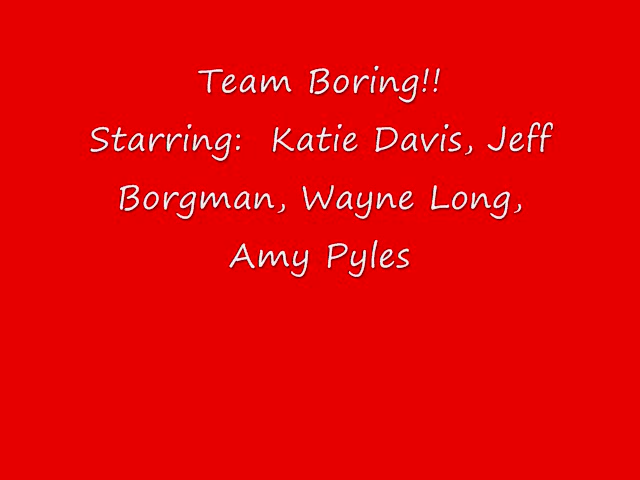 Team Boring!!
Starring:  Katie Davis, Jeff
Borgman, Wayne Long,
Amy Pyles